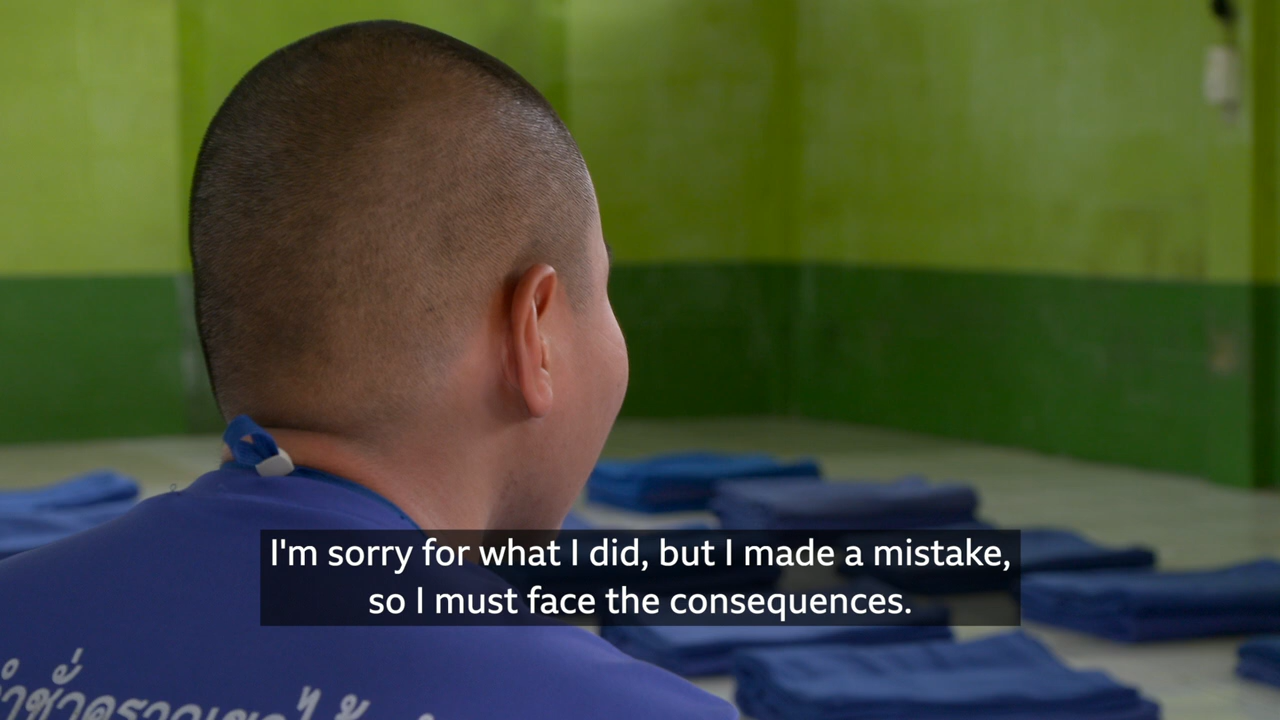 I'm sorry for what I did, but I made a mistake,
so I must face the consequences.